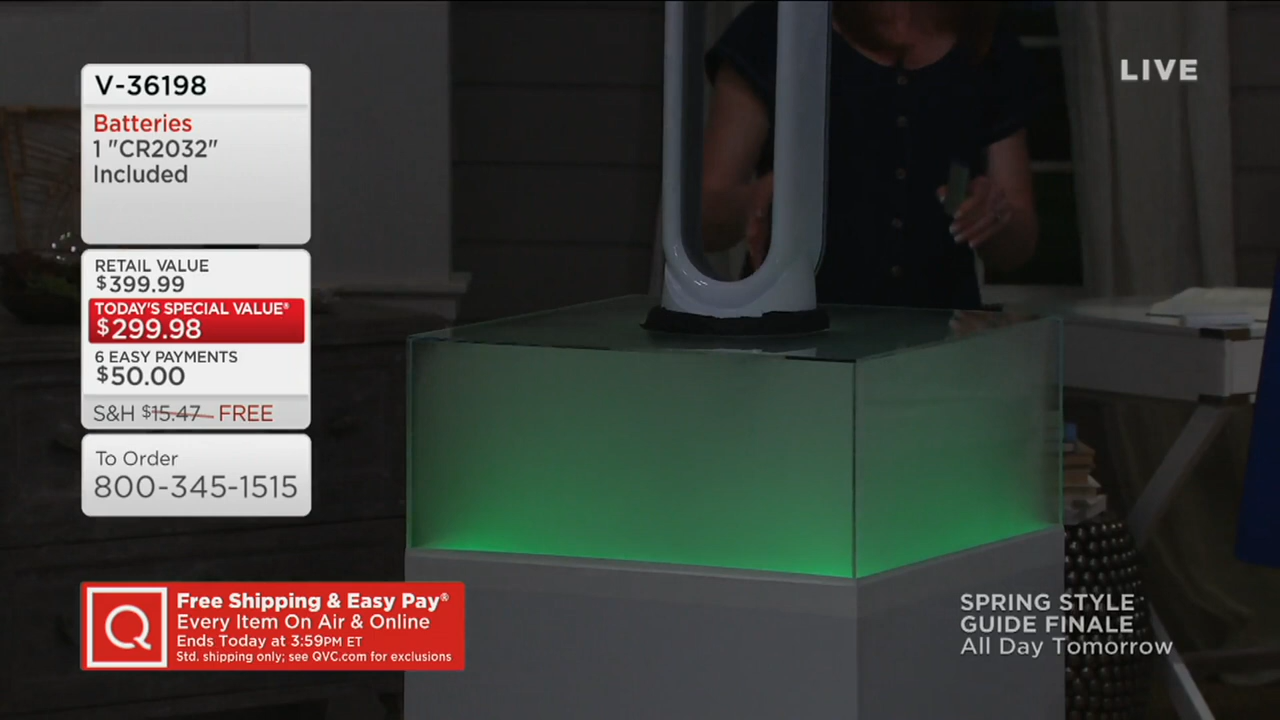 V-36198
Batteries
1 "CR2032"
Included
RETAIL VALUE
$399.99
TODAY'S SPECIAL VALUE®
$299.98
6 EASY PAYMENTS
$50.00
S&H $15.47 FREE
To Order
800-345-1515
Q
Free Shipping & Easy Pay®
Every Item On Air & Online
Ends Today at 3:59PM ET
Std. shipping only; see QVC.com for exclusions
LIVE
SPRING STYLE
GUIDE FINALE
All Day Tomorrow